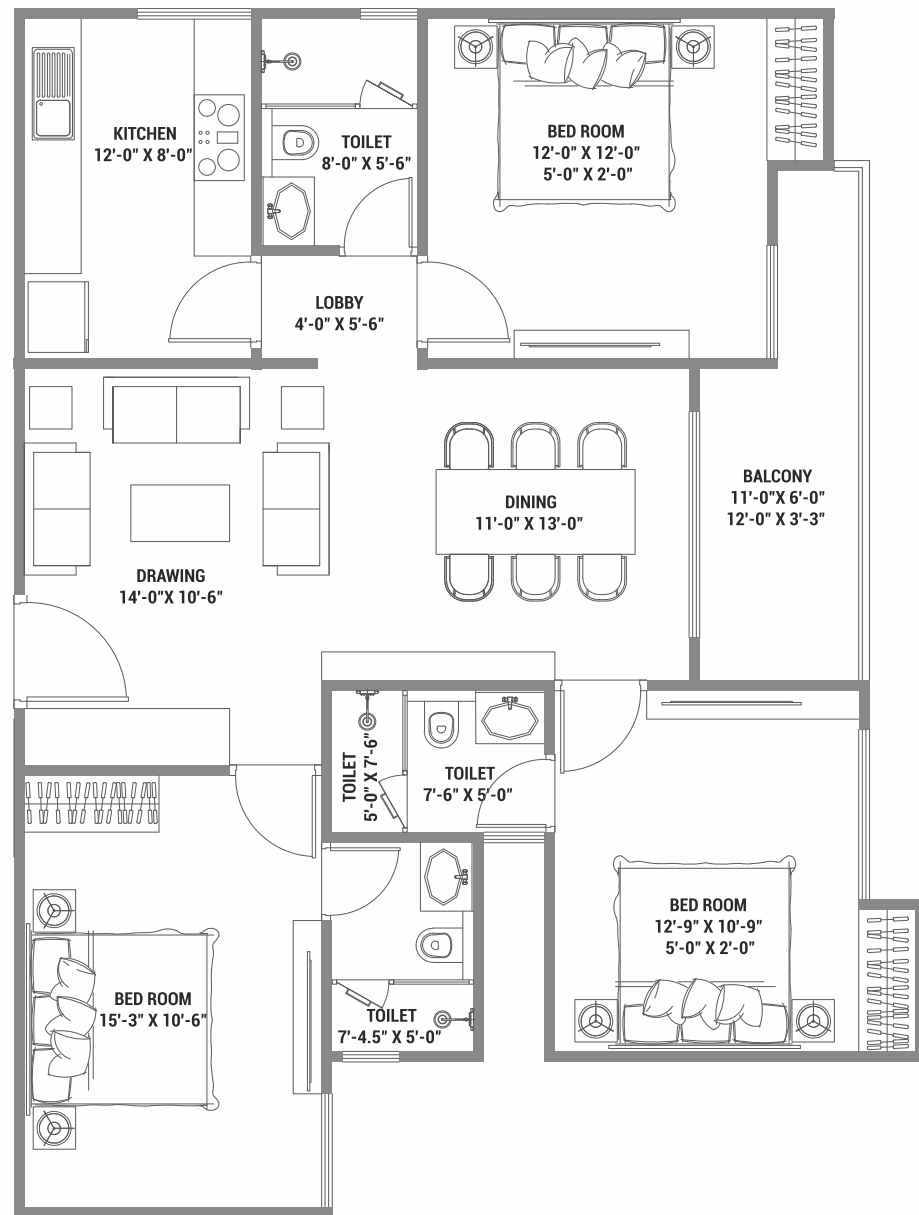 KITCHEN
12'-0" X 8'-0"
TOILET
8'-0" X 5'-6"
BED ROOM
12'-0" X 12'-0"
5'-0" X 2'-0"
LOBBY
4'-0" X 5'-6"
DRAWING
14'-0"X 10'-6"
DINING
11'-0" X 13'-0"
BALCONY
11'-0"X 6'-0"
12'-0" X 3'-3"
TOILET
5'-0" X 7'-6"
TOILET
7'-6" X 5'-0"
BED ROOM
12'-9" X 10'-9"
5'-0" X 2'-0"
BED ROOM
15'-3" X 10'-6"
TOILET
7'-4.5" X 5'-0"